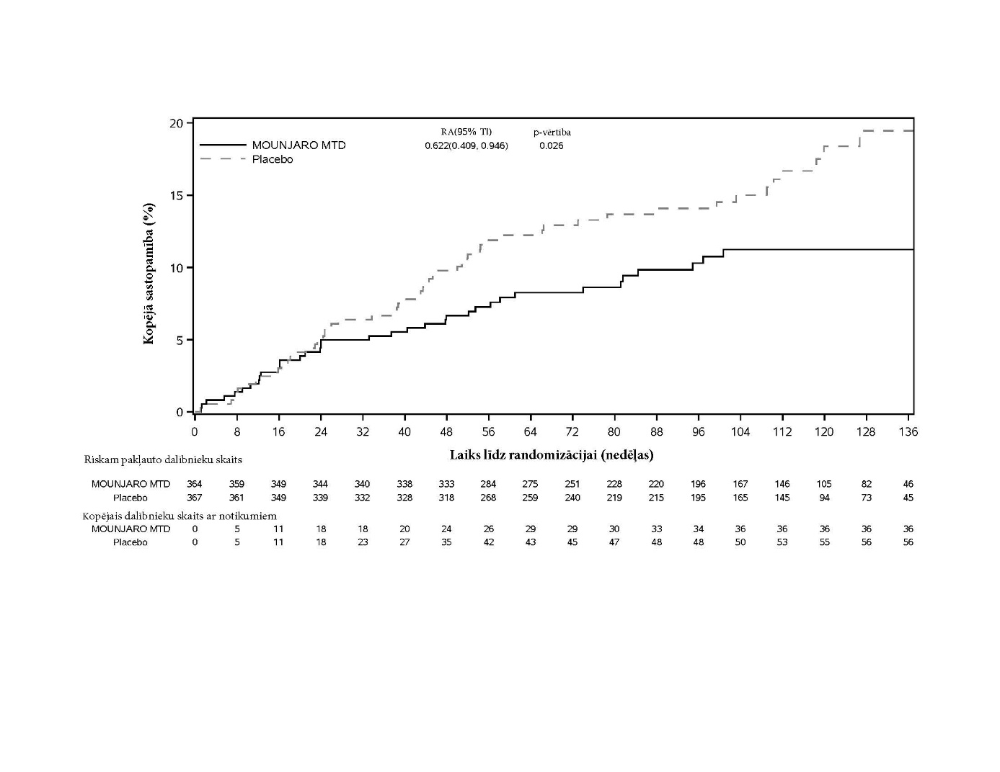 20
RA(95% TI) p-vērtība
MOUNJARO MTD 0.622(0.409, 0.946) 0.026
Placebo
15
10
5
0
Kopējā sastopamība (%)
0 8 16 24 32 40 48 56 64 72 80 88 96 104 112 120 128 136
Laiks līdz randomizācijai (nedēļas)
Riskam pakļauto dalībnieku skaits
MOUNJARO MTD 364 359 349 344 340 338 333 284 275 251 228 220 196 167 146 105 82 46
Placebo 367 361 349 339 332 328 318 268 259 240 219 215 195 165 145 94 73 45
Kopējais dalībnieku skaits ar notikumiem
MOUNJARO MTD 0 5 11 18 18 20 24 26 29 29 30 33 34 36 36 36 36 36
Placebo 0 5 11 18 23 27 35 42 43 45 47 48 48 50 53 55 56 56